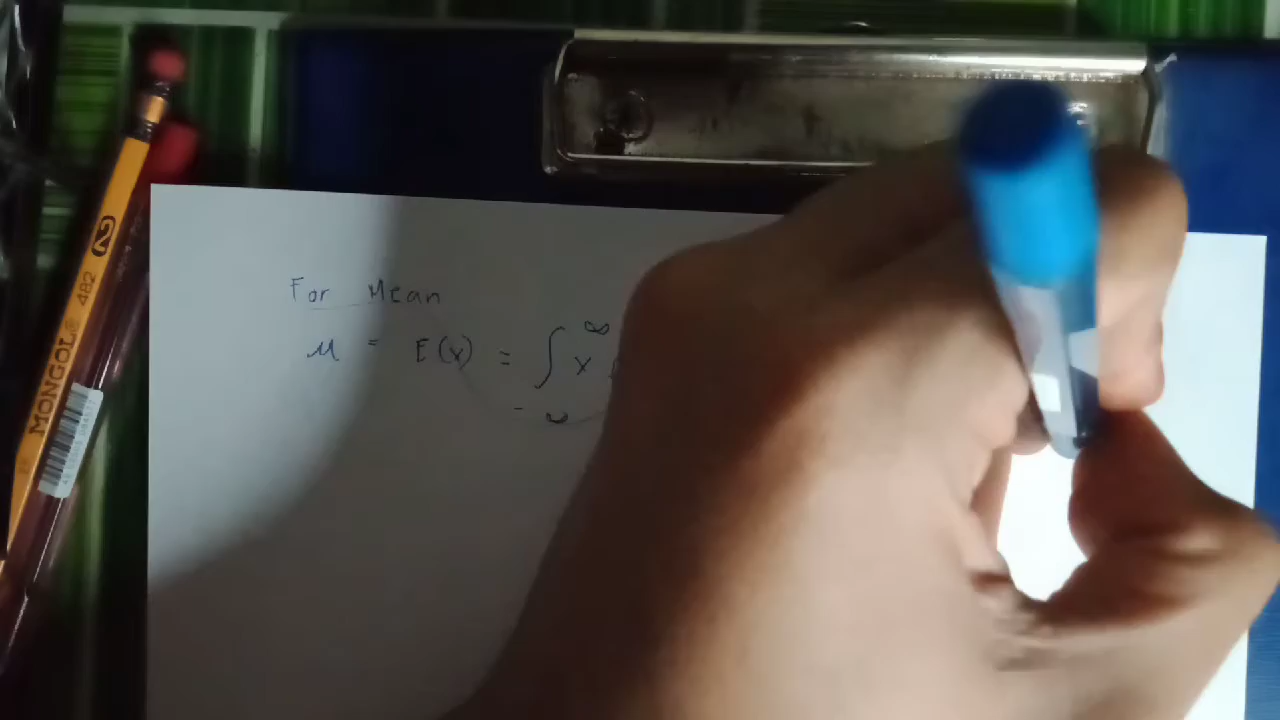 For Mean
μ = E(x) = ∫ ∞ x
- ∞
MONGOL® 482 2